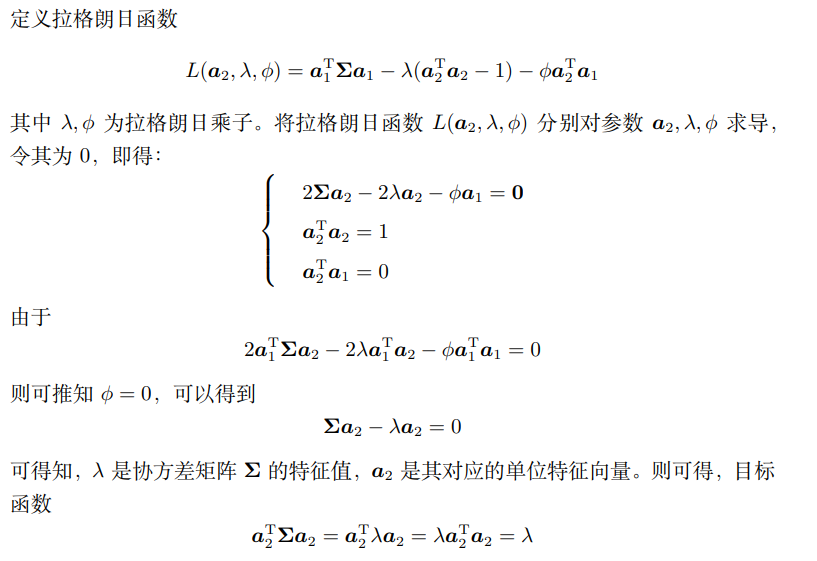 定义拉格朗日函数
L(a₂, λ, ϕ) = a₁ᵀΣa₁ − λ(a₂ᵀa₂ − 1) − ϕa₂ᵀa₁
其中 λ, ϕ 为拉格朗日乘子。将拉格朗日函数 L(a₂, λ, ϕ) 分别对参数 a₂, λ, ϕ 求导，
令其为 0，即得：
2Σa₂ − 2λa₂ − ϕa₁ = 0
a₂ᵀa₂ = 1
a₂ᵀa₁ = 0
由于
2a₁ᵀΣa₂ − 2λa₁ᵀa₂ − ϕa₁ᵀa₁ = 0
则可推知 ϕ = 0，可以得到
Σa₂ − λa₂ = 0
可得知，λ 是协方差矩阵 Σ 的特征值，a₂ 是其对应的单位特征向量。则可得，目标
函数
a₂ᵀΣa₂ = a₂ᵀλa₂ = λa₂ᵀa₂ = λ